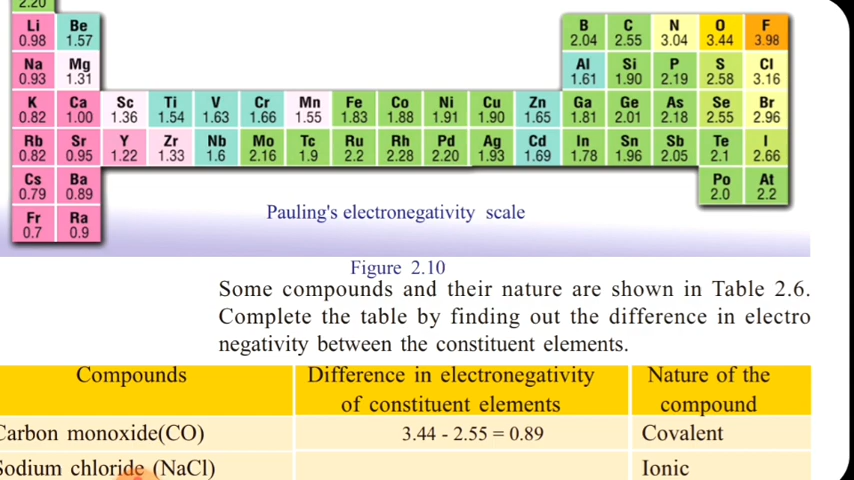 2.20
Li Be B C N O F
0.98 1.57 2.04 2.55 3.04 3.44 3.98
Na Mg Al Si P S Cl
0.93 1.31 1.61 1.90 2.19 2.58 3.16
K Ca Sc Ti V Cr Mn Fe Co Ni Cu Zn Ga Ge As Se Br
0.82 1.00 1.36 1.54 1.63 1.66 1.55 1.83 1.88 1.91 1.90 1.65 1.81 2.01 2.18 2.55 2.96
Rb Sr Y Zr Nb Mo Tc Ru Rh Pd Ag Cd In Sn Sb Te I
0.82 0.95 1.22 1.33 1.6 2.16 1.9 2.2 2.28 2.20 1.93 1.69 1.78 1.96 2.05 2.1 2.66
Cs Ba Po At
0.79 0.89 2.0 2.2
Fr Ra
0.7 0.9
Pauling's electronegativity scale
Figure 2.10
Some compounds and their nature are shown in Table 2.6.
Complete the table by finding out the difference in electro
negativity between the constituent elements.
Compounds Difference in electronegativity Nature of the
of constituent elements compound
Carbon monoxide(CO) 3.44 - 2.55 = 0.89 Covalent
Sodium chloride (NaCl) Ionic